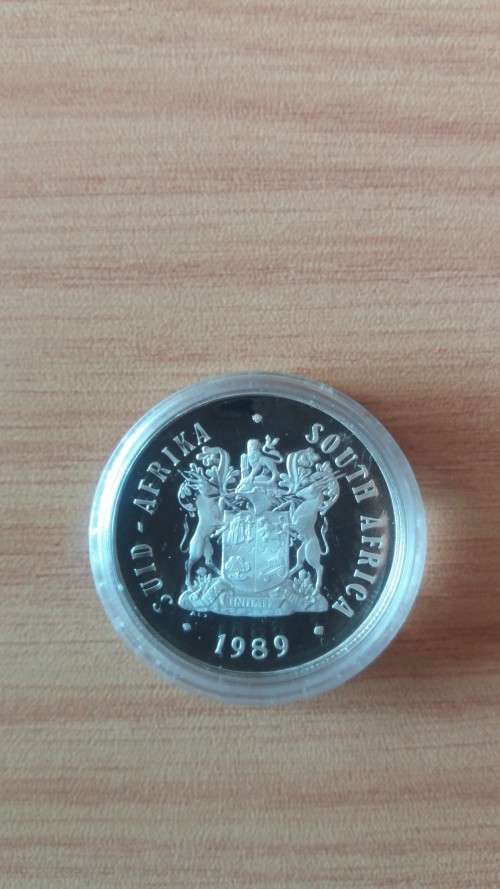 SUID - AFRIKA
SOUTH AFRICA
· 1989 ·